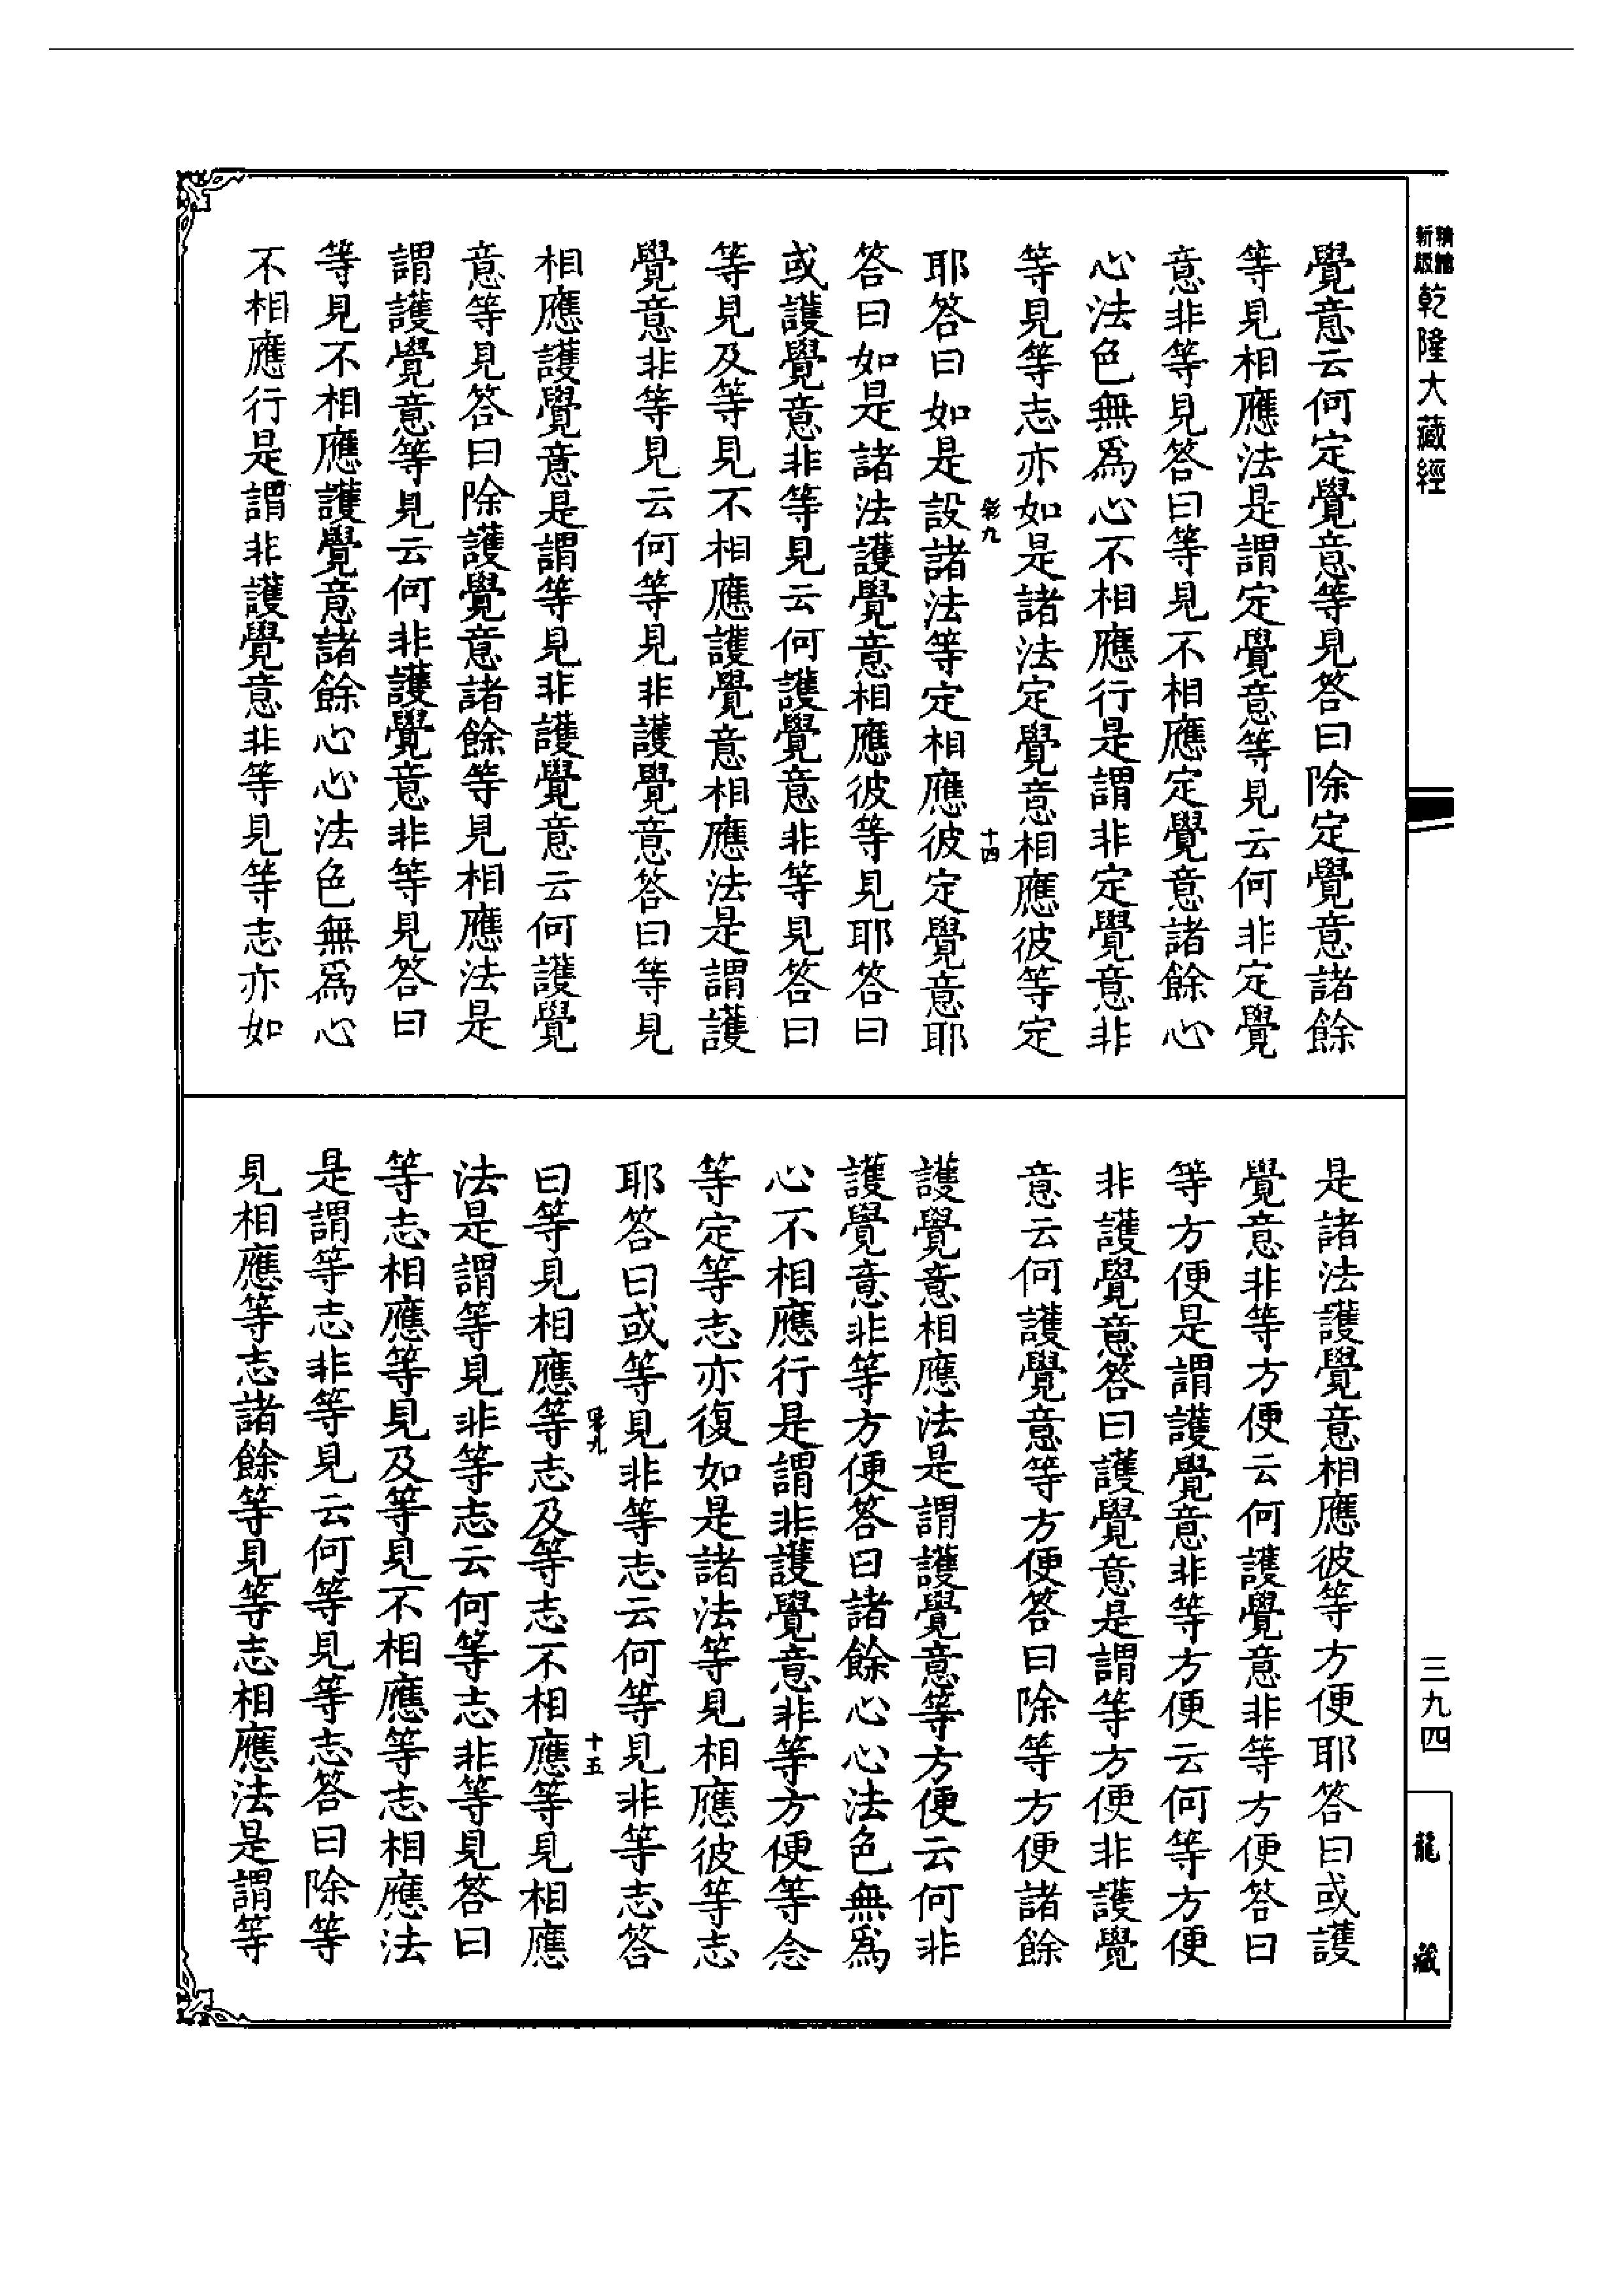 新版
精縮
乾隆大藏經
覺意云何定覺意等見答曰除定覺意諸餘
等見相應法是謂定覺意等見云何非定覺
意非等見答曰等見不相應定覺意諸餘心
心法色無爲心不相應行是謂非定覺意非
等見等志亦如是諸法定覺意相應彼等定
耶答曰如是設諸法等定相應彼定覺意耶
答曰如是諸法護覺意相應彼等見耶答曰
或護覺意非等見云何護覺意非等見答曰
等見及等見不相應護覺意相應法是謂護
覺意非等見云何等見非護覺意答曰等見
相應護覺意是謂等見非護覺意云何護覺
意等見答曰除護覺意諸餘等見相應法是
謂護覺意等見云何非護覺意非等見答曰
等見不相應護覺意諸餘心心法色無爲心
不相應行是謂非護覺意非等見等志亦如
九
十四
是諸法護覺意相應彼等方便耶答曰或護
覺意非等方便云何護覺意非等方便答曰
等方便是謂護覺意非等方便云何等方便
非護覺意答曰護覺意是謂等方便非護覺
意云何護覺意等方便答曰除等方便諸餘
護覺意相應法是謂護覺意等方便云何非
護覺意非等方便答曰諸餘心心法色無爲
心不相應行是謂非護覺意非等方便等念
等定等志亦復如是諸法等見相應彼等志
耶答曰或等見非等志云何等見非等志答
曰等見相應等志及等志不相應等見相應
法是謂等見非等志云何等志非等見答曰
等志相應等見及等見不相應等志相應法
是謂等志非等見云何等見等志答曰除等
見相應等志諸餘等見等志相應法是謂等
九
十五
三九四
龍藏